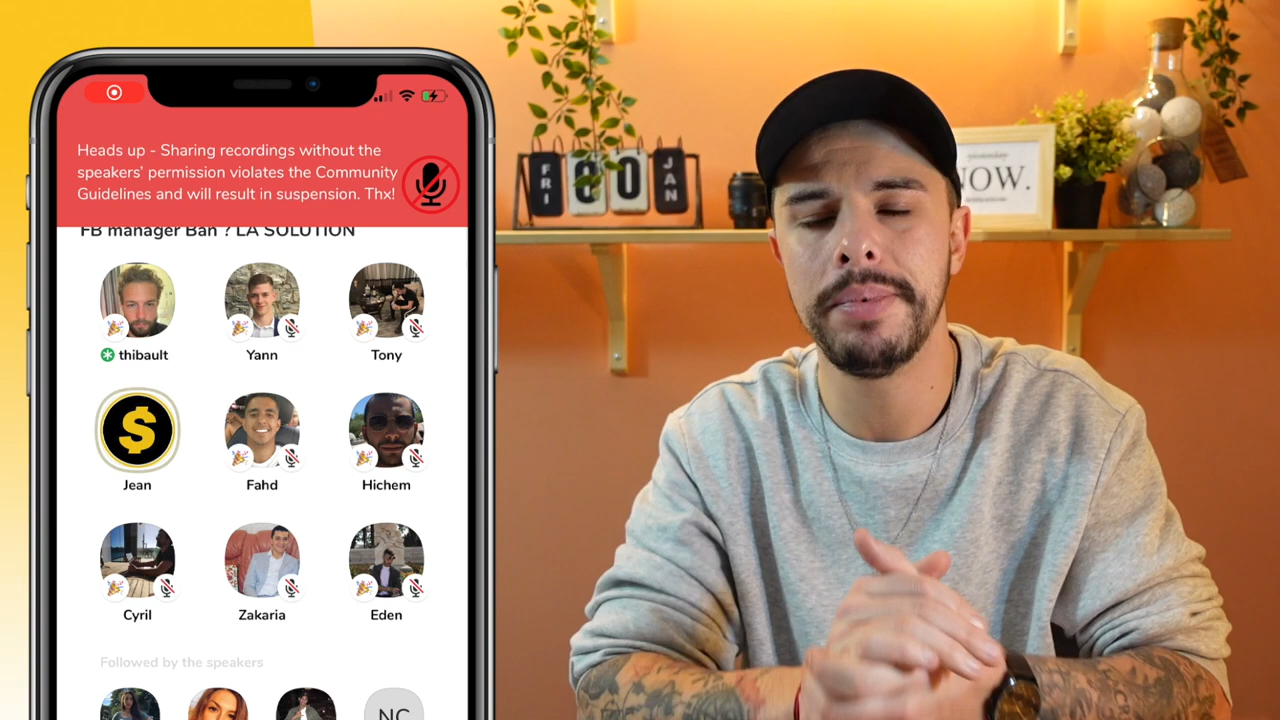 Heads up - Sharing recordings without the
speakers' permission violates the Community
Guidelines and will result in suspension. Thx!
FB manager Ban ? LA SOLUTION
thibault
Yann
Tony
$
Jean
Fahd
Hichem
Cyril
Zakaria
Eden
Followed by the speakers
NC
FRI
JAN
NOW.